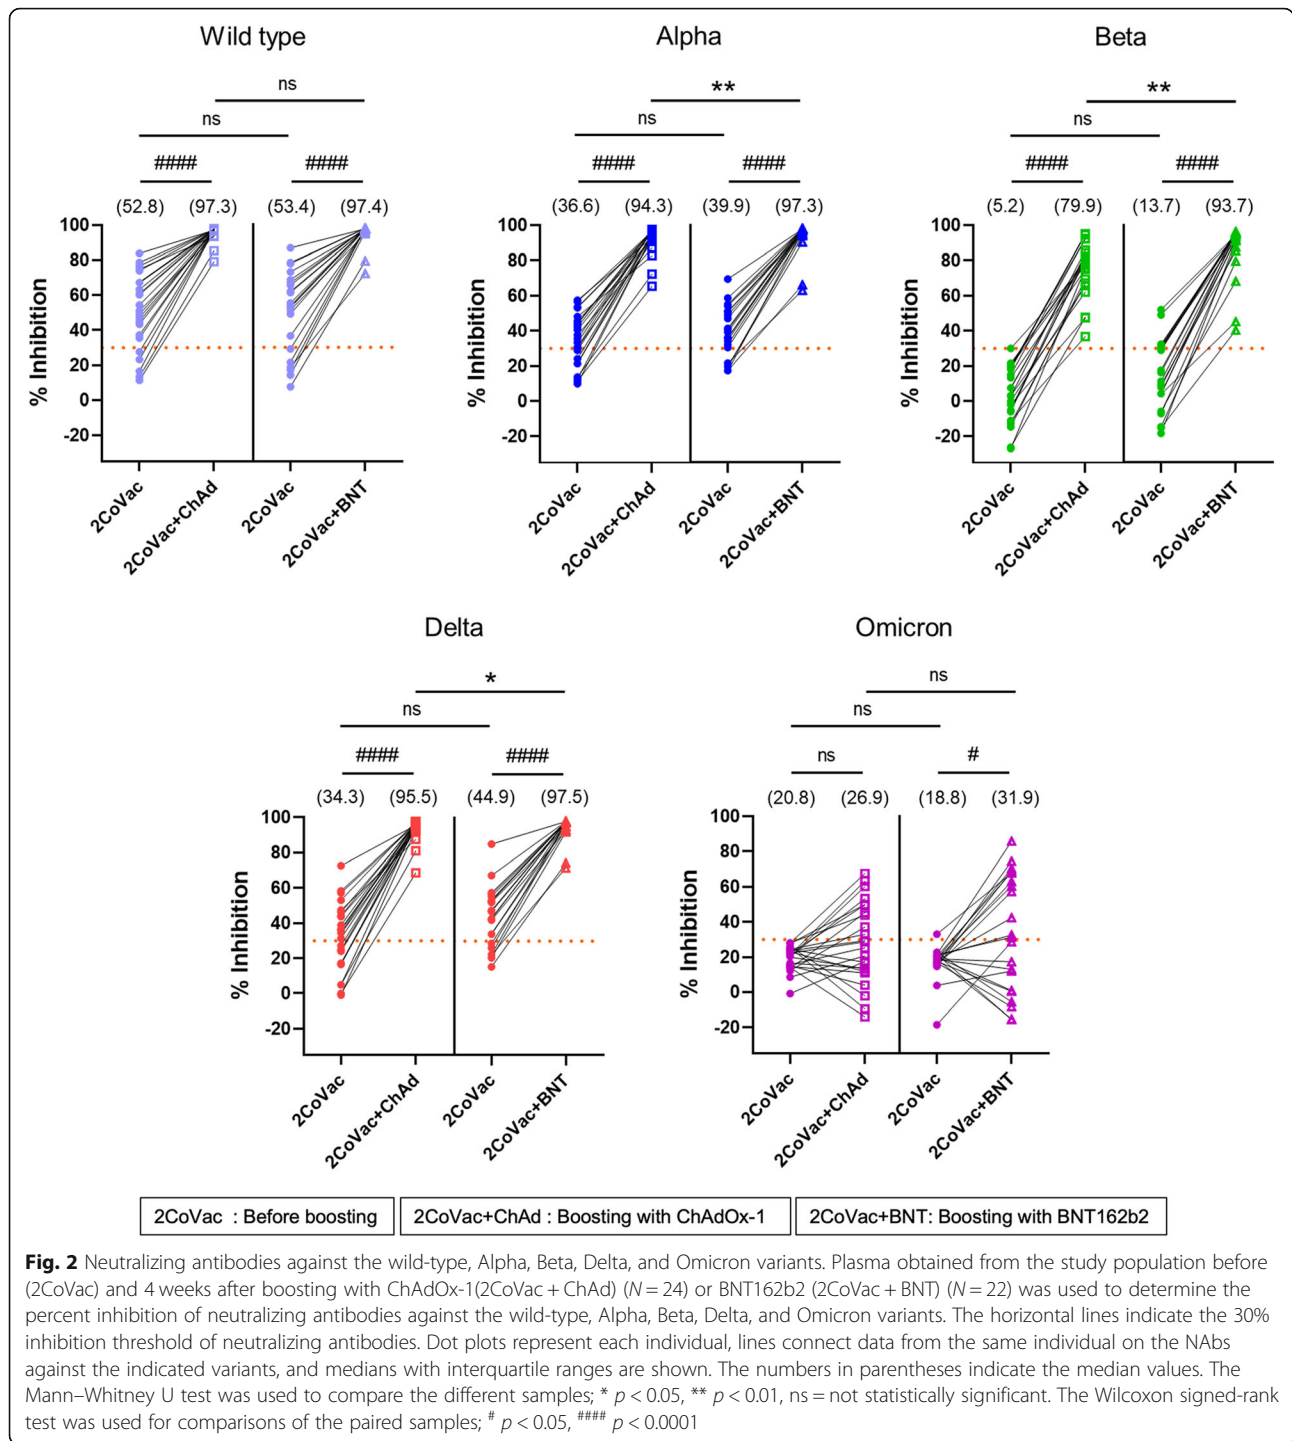 Wild type
ns
ns
#### ####
(52.8) (97.3) (53.4) (97.4)
% Inhibition
100
80
60
40
20
0
-20
2CoVac
2CoVac+ChAd
2CoVac
2CoVac+BNT
Alpha
**
ns
#### ####
(36.6) (94.3) (39.9) (97.3)
% Inhibition
100
80
60
40
20
0
-20
2CoVac
2CoVac+ChAd
2CoVac
2CoVac+BNT
Beta
**
ns
#### ####
(5.2) (79.9) (13.7) (93.7)
% Inhibition
100
80
60
40
20
0
-20
2CoVac
2CoVac+ChAd
2CoVac
2CoVac+BNT
Delta
*
ns
#### ####
(34.3) (95.5) (44.9) (97.5)
% Inhibition
100
80
60
40
20
0
-20
2CoVac
2CoVac+ChAd
2CoVac
2CoVac+BNT
Omicron
ns
ns
ns #
(20.8) (26.9) (18.8) (31.9)
% Inhibition
100
80
60
40
20
0
-20
2CoVac
2CoVac+ChAd
2CoVac
2CoVac+BNT
2CoVac : Before boosting
2CoVac+ChAd : Boosting with ChAdOx-1
2CoVac+BNT: Boosting with BNT162b2
Fig. 2 Neutralizing antibodies against the wild-type, Alpha, Beta, Delta, and Omicron variants. Plasma obtained from the study population before
(2CoVac) and 4 weeks after boosting with ChAdOx-1(2CoVac + ChAd) (N = 24) or BNT162b2 (2CoVac + BNT) (N = 22) was used to determine the
percent inhibition of neutralizing antibodies against the wild-type, Alpha, Beta, Delta, and Omicron variants. The horizontal lines indicate the 30%
inhibition threshold of neutralizing antibodies. Dot plots represent each individual, lines connect data from the same individual on the NAbs
against the indicated variants, and medians with interquartile ranges are shown. The numbers in parentheses indicate the median values. The
Mann–Whitney U test was used to compare the different samples; * p < 0.05, ** p < 0.01, ns = not statistically significant. The Wilcoxon signed-rank
test was used for comparisons of the paired samples; # p < 0.05, #### p < 0.0001